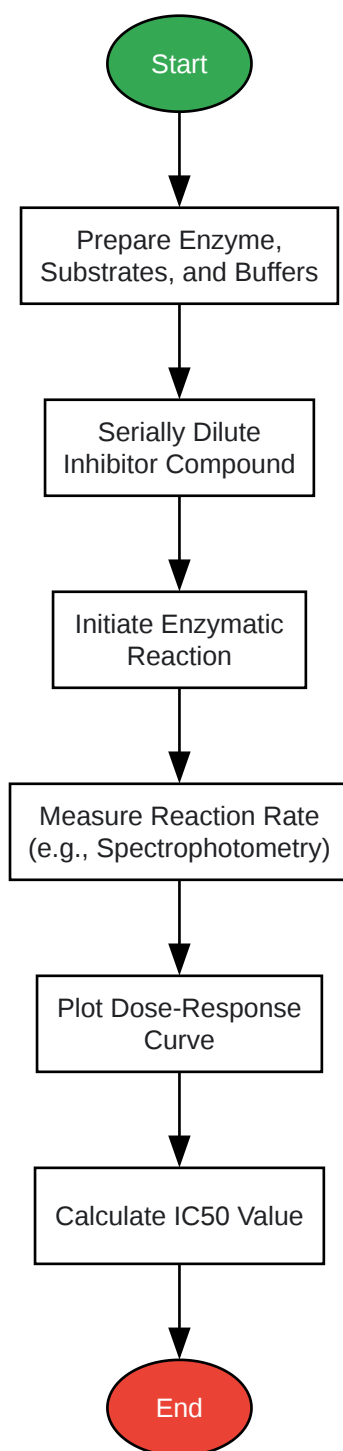 Start
Prepare Enzyme,
Substrates, and Buffers
Serially Dilute
Inhibitor Compound
Initiate Enzymatic
Reaction
Measure Reaction Rate
(e.g., Spectrophotometry)
Plot Dose-Response
Curve
Calculate IC50 Value
End